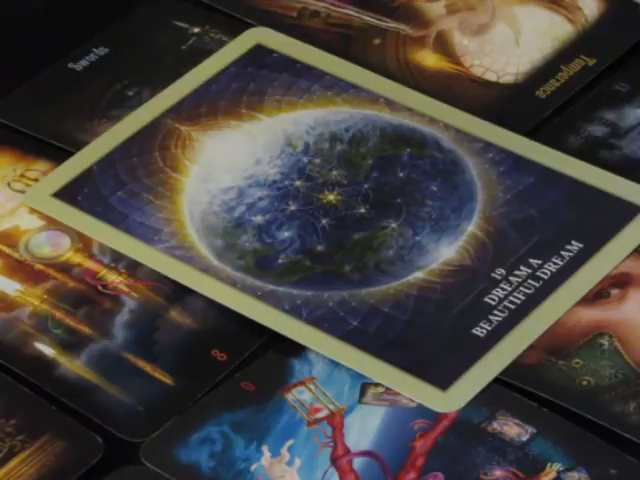 Swords
Temperance
19
DREAM A
BEAUTIFUL DREAM
8
0